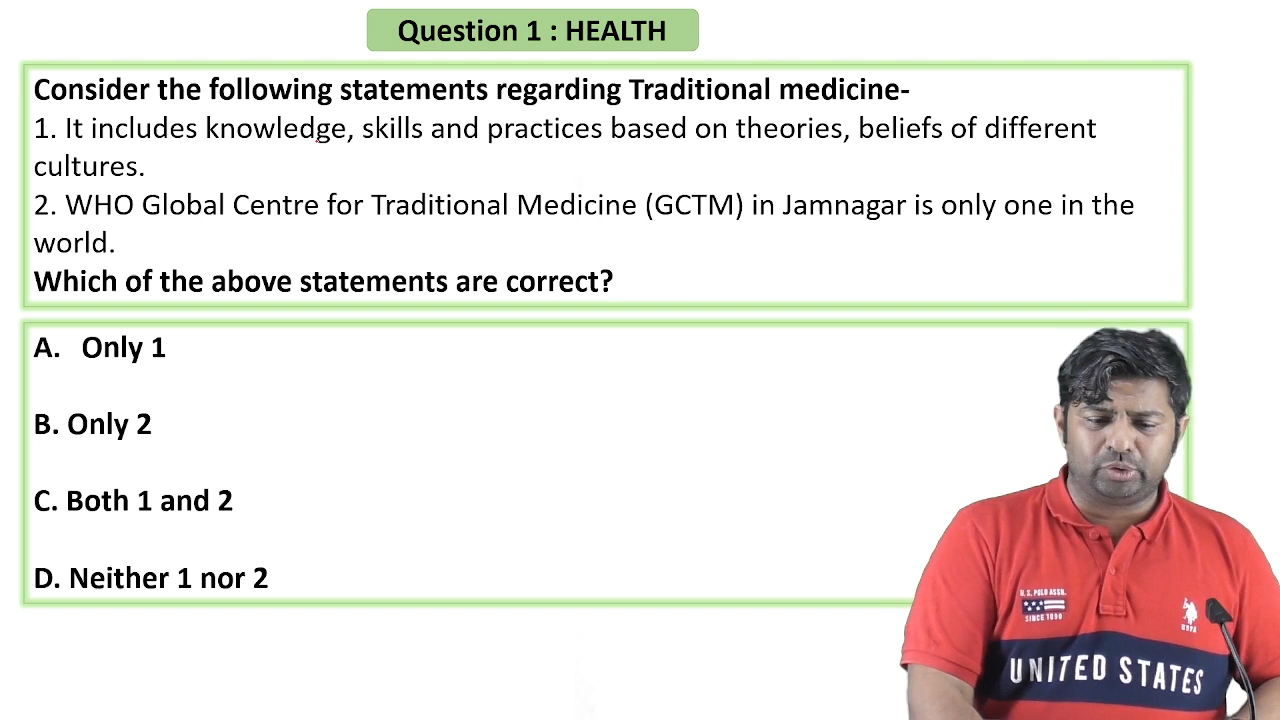 Question 1 : HEALTH
Consider the following statements regarding Traditional medicine-
1. It includes knowledge, skills and practices based on theories, beliefs of different
cultures.
2. WHO Global Centre for Traditional Medicine (GCTM) in Jamnagar is only one in the
world.
Which of the above statements are correct?
A. Only 1
B. Only 2
C. Both 1 and 2
D. Neither 1 nor 2
U.S. POLO ASSN.
SINCE 1890
USPA
UNITED STATES